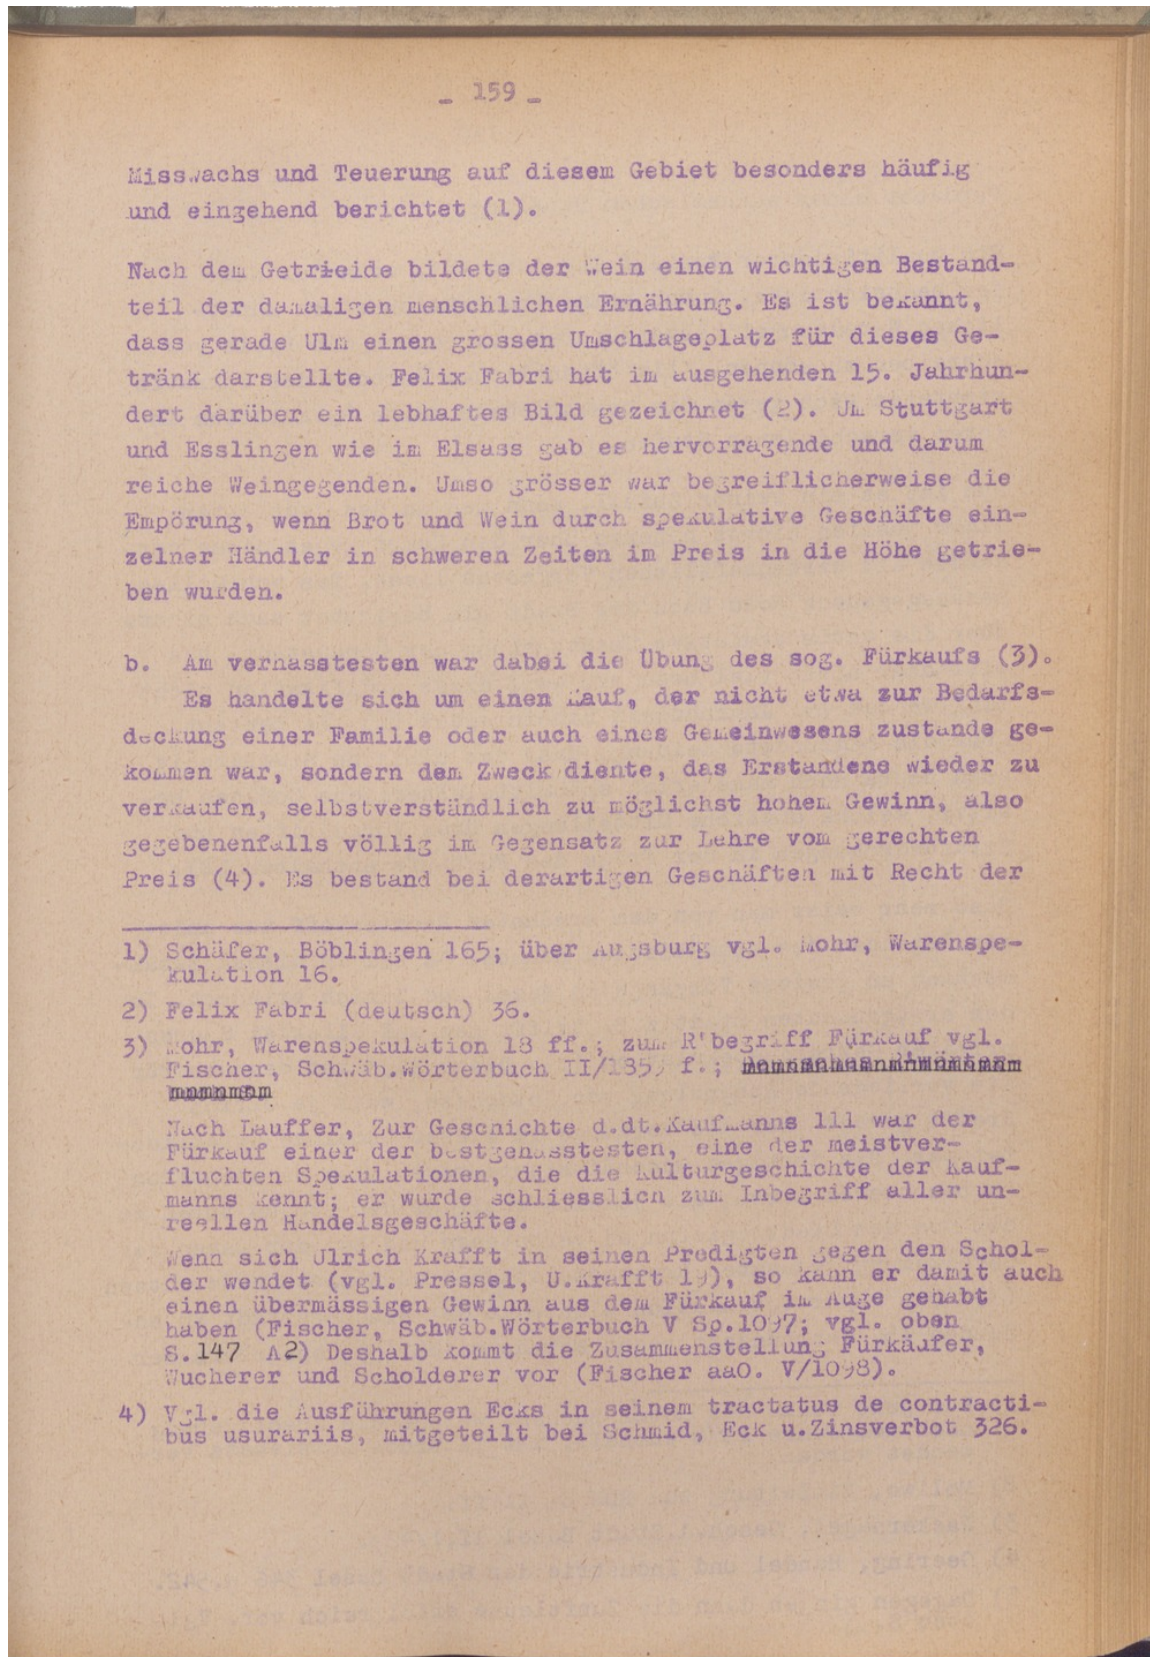 _ 159 _
Misswachs und Teuerung auf diesem Gebiet besonders häufig
und eingehend berichtet (1).
Nach dem Getrieide bildete der Wein einen wichtigen Bestand-
teil der damaligen menschlichen Ernährung. Es ist bekannt,
dass gerade Ulm einen grossen Umschlageplatz für dieses Ge-
tränk darstellte. Felix Fabri hat im ausgehenden 15. Jahrhun-
dert darüber ein lebhaftes Bild gezeichnet (2). Um Stuttgart
und Esslingen wie im Elsass gab es hervorragende und darum
reiche Weingegenden. Umso grösser war begreiflicherweise die
Empörung, wenn Brot und Wein durch spekulative Geschäfte ein-
zelner Händler in schweren Zeiten im Preis in die Höhe getrie-
ben wurden.
b. Am verhasstesten war dabei die Übung des sog. Fürkaufs (3).
Es handelte sich um einen Kauf, der nicht etwa zur Bedarfs-
deckung einer Familie oder auch eines Gemeinwesens zustande ge-
kommen war, sondern dem Zweck diente, das Erstandene wieder zu
verkaufen, selbstverständlich zu möglichst hohem Gewinn, also
gegebenenfalls völlig im Gegensatz zur Lehre vom gerechten
Preis (4). Es bestand bei derartigen Geschäften mit Recht der
1) Schäfer, Böblingen 165; über Augsburg vgl. Mohr, Warenspe-
kulation 16.
2) Felix Fabri (deutsch) 36.
3) Mohr, Warenspekulation 18 ff.; zum R'begriff Fürkauf vgl.
Fischer, Schwäb.Wörterbuch II/1855 f.;
Nach Lauffer, Zur Geschichte d.dt.Kaufmanns 111 war der
Fürkauf einer der bestgehasstesten, eine der meistver-
fluchten Spekulationen, die die Kulturgeschichte der Kauf-
manns kennt; er wurde schliesslich zum Inbegriff aller un-
reellen Handelsgeschäfte.
Wenn sich Ulrich Krafft in seinen Predigten gegen den Schol-
der wendet (vgl. Pressel, U.Krafft 19), so kann er damit auch
einen übermässigen Gewinn aus dem Fürkauf im Auge gehabt
haben (Fischer, Schwäb.Wörterbuch V Sp.1097; vgl. oben
S.147 A2) Deshalb kommt die Zusammenstellung Fürkäufer,
Wucherer und Scholderer vor (Fischer aaO. V/1098).
4) Vgl. die Ausführungen Ecks in seinem tractatus de contracti-
bus usurariis, mitgeteilt bei Schmid, Eck u.Zinsverbot 326.